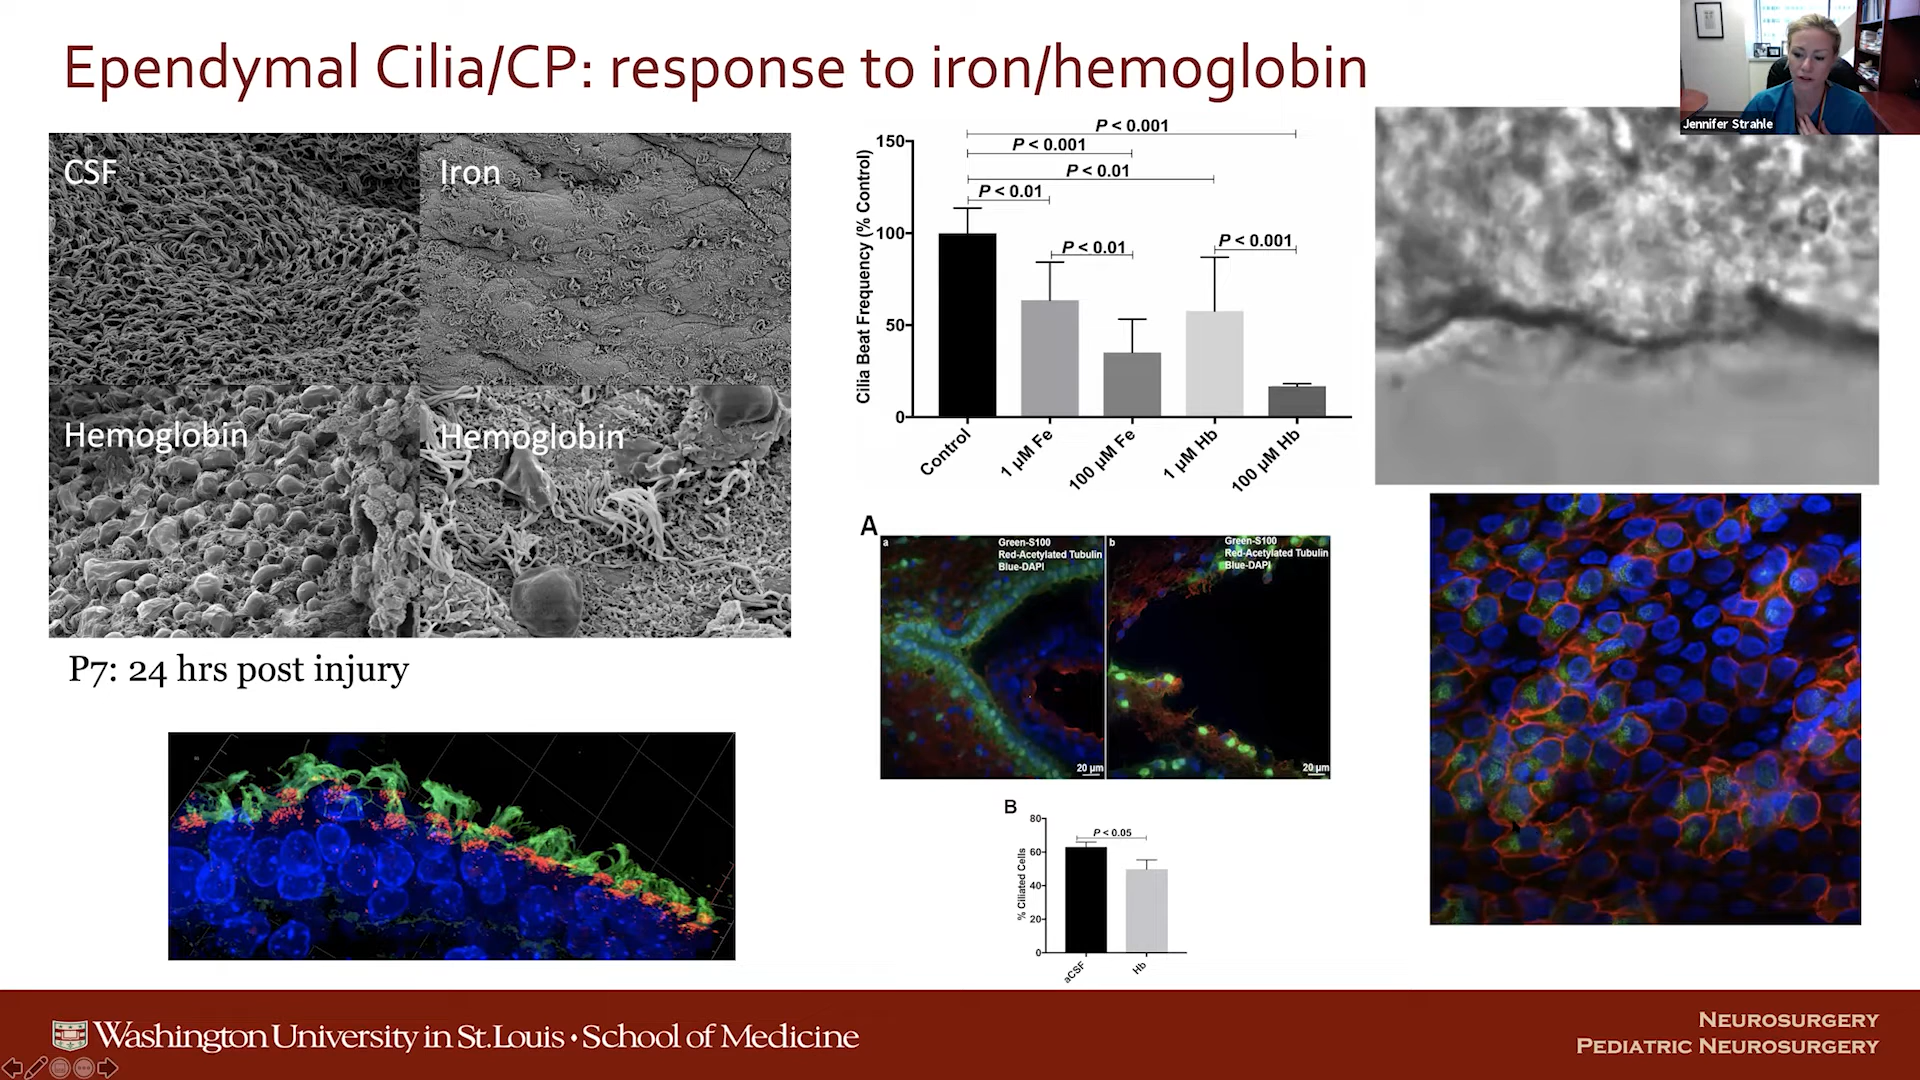 Ependymal Cilia/CP: response to iron/hemoglobin
Jennifer Strahle
CSF
Iron
Hemoglobin
Hemoglobin
P7: 24 hrs post injury
Cilia Beat Frequency (% Control)
150
100
50
0
P < 0.001
P < 0.001
P < 0.01
P < 0.01
P < 0.01
P < 0.001
Control
1 µM Fe
100 µM Fe
1 µM Hb
100 µM Hb
A
a
Green-S100
Red-Acetylated Tubulin
Blue-DAPI
20 µm
b
Green-S100
Red-Acetylated Tubulin
Blue-DAPI
20 µm
B
% Ciliated Cells
80
60
40
20
0
P < 0.05
aCSF
Hb
Washington University in St. Louis • School of Medicine
NEUROSURGERY
PEDIATRIC NEUROSURGERY